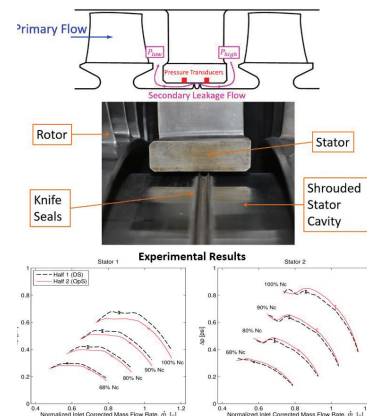 Primary Flow
P_low
P_high
Pressure Transducers
Secondary Leakage Flow
Rotor
Stator
Knife
Seals
Shrouded
Stator
Cavity
Experimental Results
Stator 1
Stator 2
Half 1 (DS)
Half 2 (OpS)
100% Nc
90% Nc
80% Nc
68% Nc
100% Nc
90% Nc
80% Nc
68% Nc
Δp [psi]
1
0.8
0.6
0.4
0.2
0
0.4 0.6 0.8 1 1.2
1
0.8
0.6
0.4
0.2
0
0.4 0.6 0.8 1 1.2
Normalized Inlet Corrected Mass Flow Rate,
Normalized Inlet Corrected Mass Flow Rate,